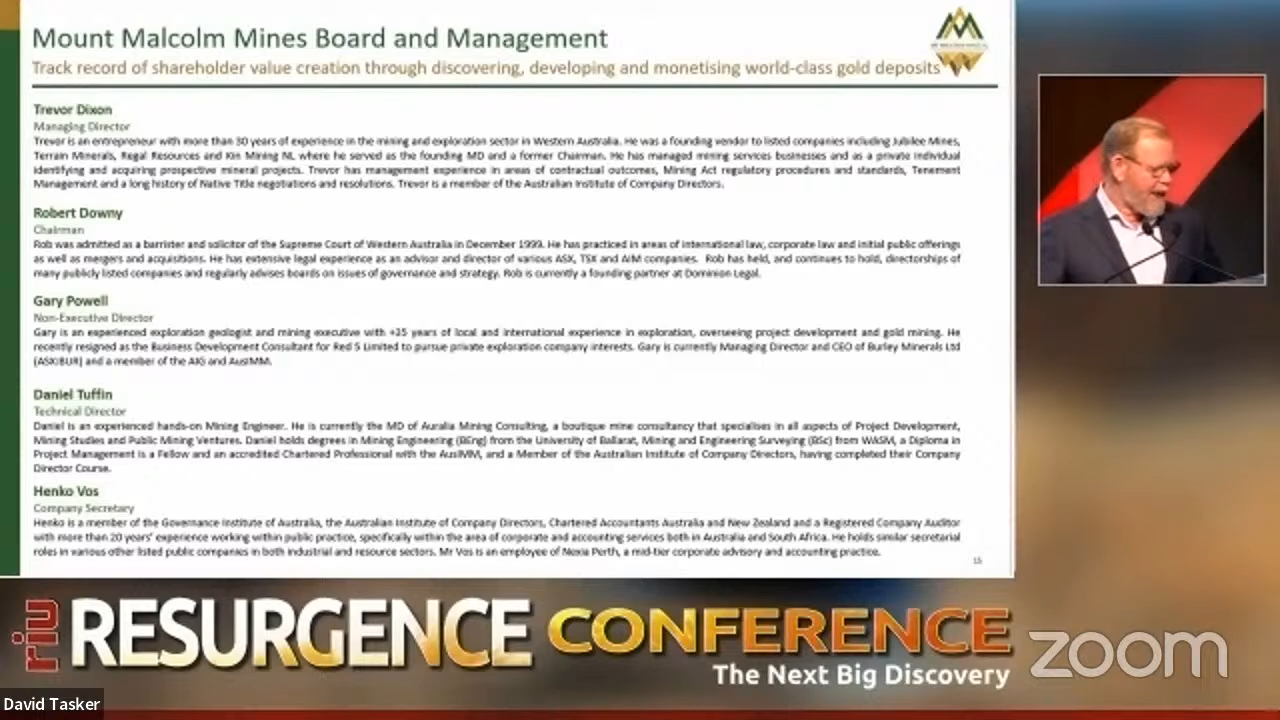 Mount Malcolm Mines Board and Management
Track record of shareholder value creation through discovering, developing and monetising world-class gold deposits
Trevor Dixon
Managing Director
Trevor is an entrepreneur with more than 30 years of experience in the mining and exploration sector in Western Australia. He was a founding vendor to listed companies including Jubilee Mines,
Terrain Minerals, Regal Resources and Kin Mining NL where he served as the founding MD and a former Chairman. He has managed mining services businesses and as a private individual
identifying and acquiring prospective mineral projects. Trevor has management experience in areas of contractual outcomes, Mining Act regulatory procedures and standards, Tenement
Management and a long history of Native Title negotiations and resolutions. Trevor is a member of the Australian Institute of Company Directors.
Robert Downy
Chairman
Rob was admitted as a barrister and solicitor of the Supreme Court of Western Australia in December 1999. He has practiced in areas of international law, corporate law and initial public offerings
as well as mergers and acquisitions. He has extensive legal experience as an advisor and director of various ASX, TSX and AIM companies. Rob has held, and continues to hold, directorships of
many publicly listed companies and regularly advises boards on issues of governance and strategy. Rob is currently a founding partner at Dominion Legal.
Gary Powell
Non-Executive Director
Gary is an experienced exploration geologist and mining executive with +35 years of local and international experience in exploration, overseeing project development and gold mining. He
recently resigned as the Business Development Consultant for Red 5 Limited to pursue private exploration company interests. Gary is currently Managing Director and CEO of Burley Minerals Ltd
(ASX:BUR) and a member of the AIG and AusIMM.
Daniel Tuffin
Technical Director
Daniel is an experienced hands-on Mining Engineer. He is currently the MD of Auralia Mining Consulting, a boutique mine consultancy that specialises in all aspects of Project Development,
Mining Studies and Public Mining Ventures. Daniel holds degrees in Mining Engineering (BEng) from the University of Ballarat, Mining and Engineering Surveying (BSc) from WASM, a Diploma in
Project Management is a Fellow and an accredited Chartered Professional with the AusIMM, and a Member of the Australian Institute of Company Directors, having completed their Company
Director Course.
Henko Vos
Company Secretary
Henko is a member of the Governance Institute of Australia, the Australian Institute of Company Directors, Chartered Accountants Australia and New Zealand and a Registered Company Auditor
with more than 20 years' experience working within public practice, specifically within the area of corporate and accounting services both in Australia and South Africa. He holds similar secretarial
roles in various other listed public companies in both industrial and resource sectors. Mr Vos is an employee of Nexia Perth, a mid-tier corporate advisory and accounting practice.
15
riu RESURGENCE CONFERENCE
The Next Big Discovery
zoom
David Tasker